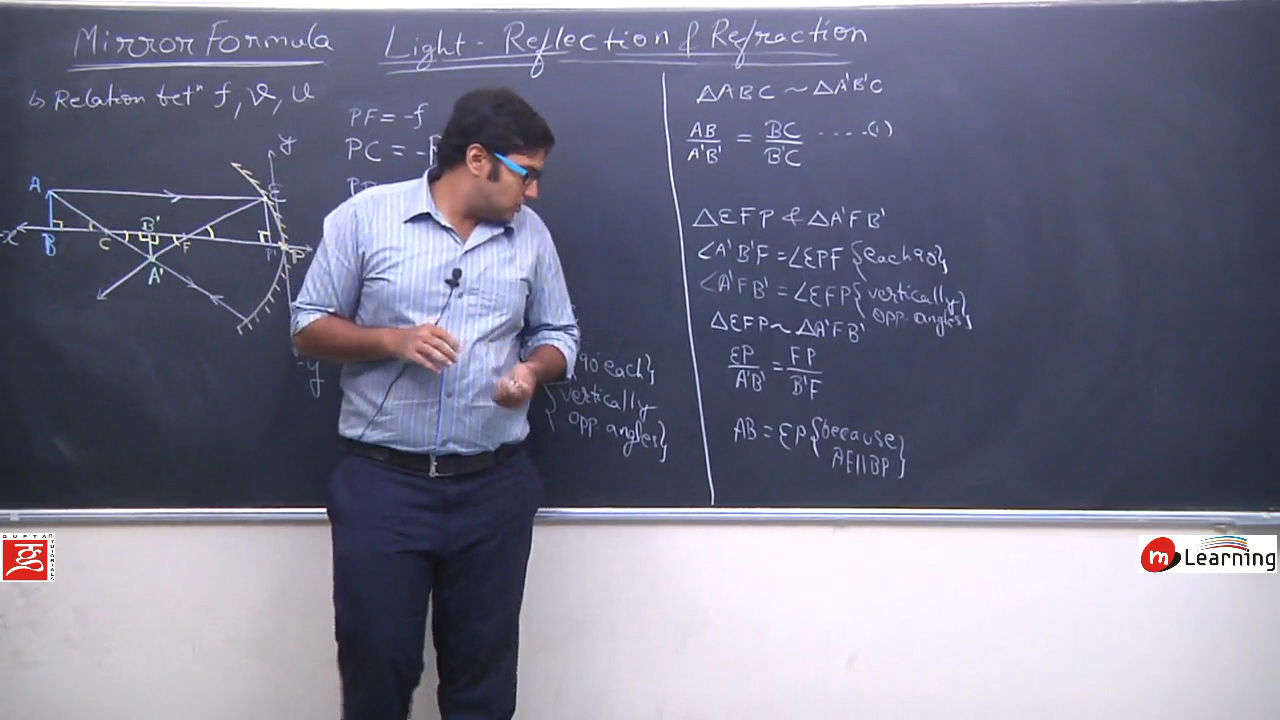 Mirror Formula
Light - Reflection & Refraction
↳ Relation betⁿ f, v, u
PF = -f
PC = -
A
E
y
-x
B
C
B'
F
P'
P
A'
-y
90 each}
{vertically
opp. angles}
ΔABC ~ ΔA'B'C
AB/A'B' = BC/B'C ----(1)
ΔEFP & ΔA'FB'
∠A'B'F = ∠EPF {each 90}
∠A'FB' = ∠EFP {vertically
opp. angles}
ΔEFP ~ ΔA'FB'
EP/A'B' = FP/B'F
AB = EP {because
AE||BP}
GUPTA
TUTORIALS
m Learning